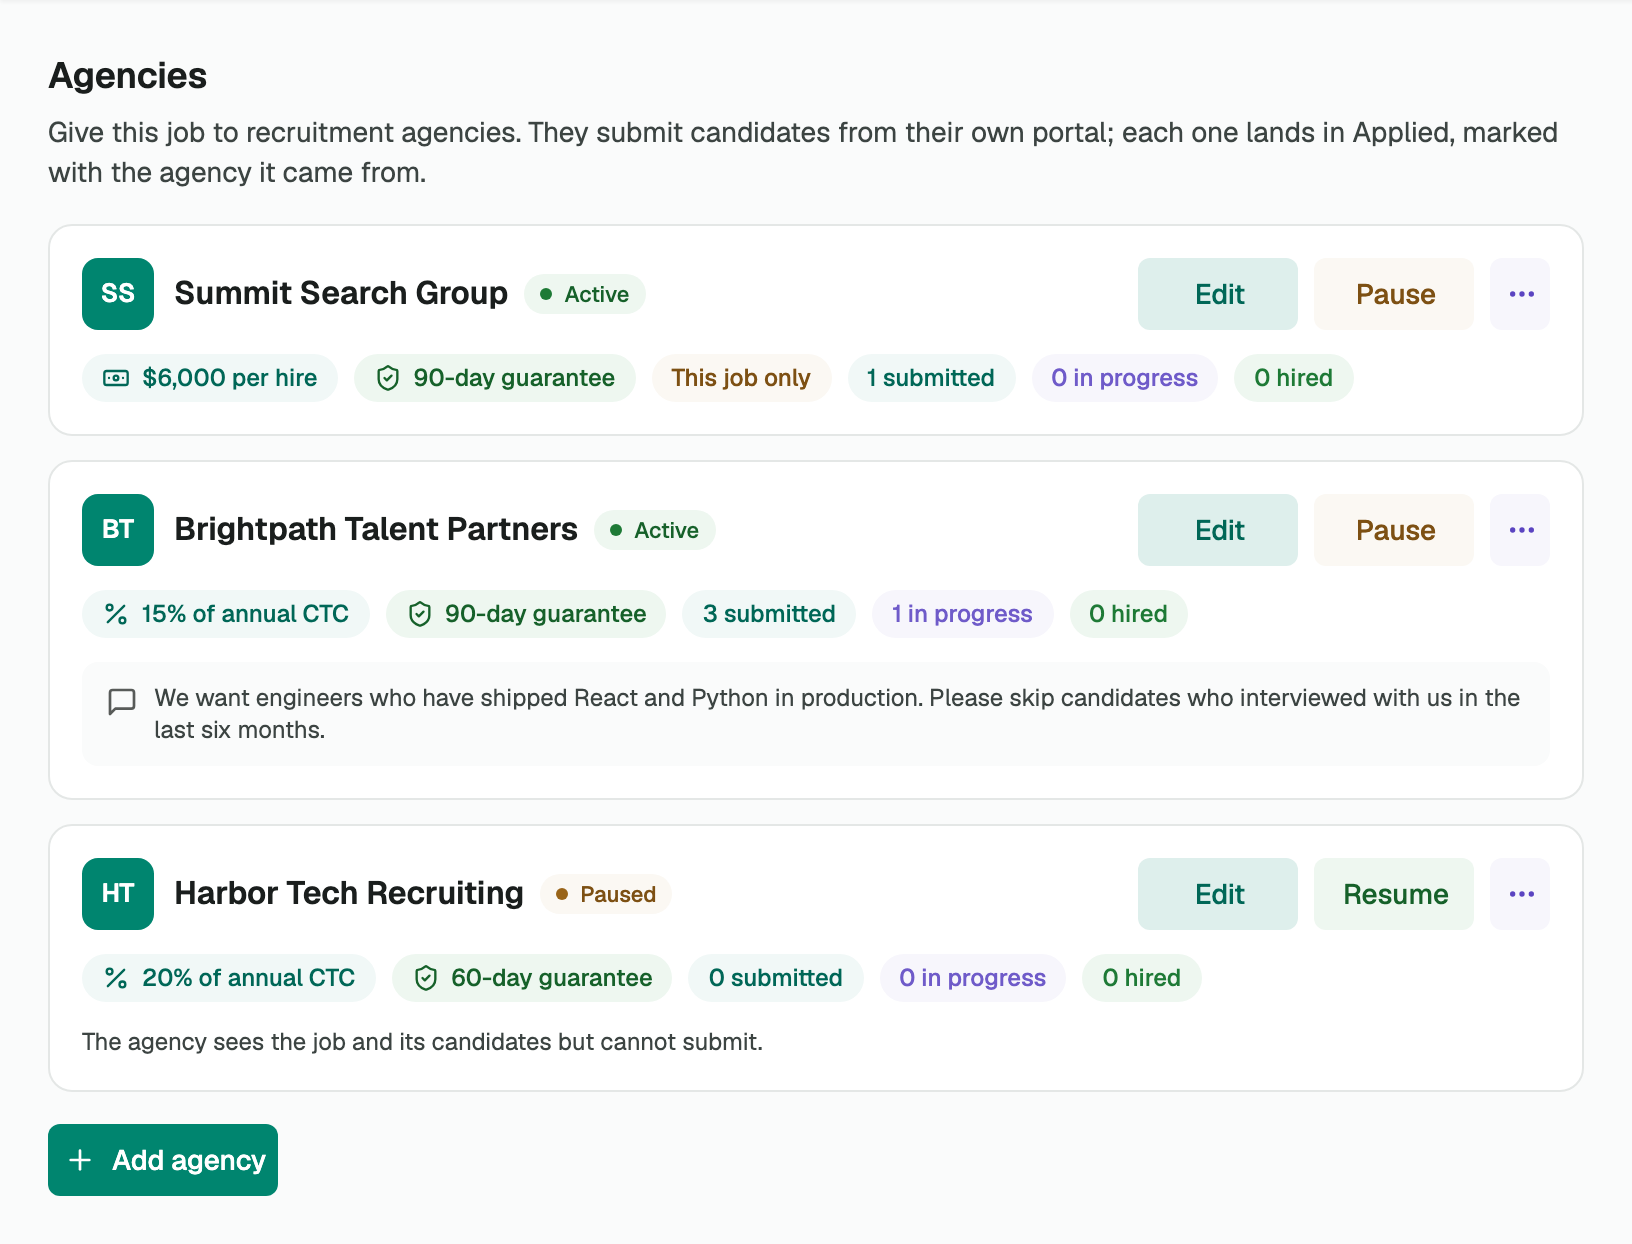 Agencies
Give this job to recruitment agencies. They submit candidates from their own portal; each one lands in Applied, marked
with the agency it came from.
SS Summit Search Group Active Edit Pause
$6,000 per hire 90-day guarantee This job only 1 submitted 0 in progress 0 hired
BT Brightpath Talent Partners Active Edit Pause
15% of annual CTC 90-day guarantee 3 submitted 1 in progress 0 hired
We want engineers who have shipped React and Python in production. Please skip candidates who interviewed with us in the
last six months.
HT Harbor Tech Recruiting Paused Edit Resume
20% of annual CTC 60-day guarantee 0 submitted 0 in progress 0 hired
The agency sees the job and its candidates but cannot submit.
Add agency